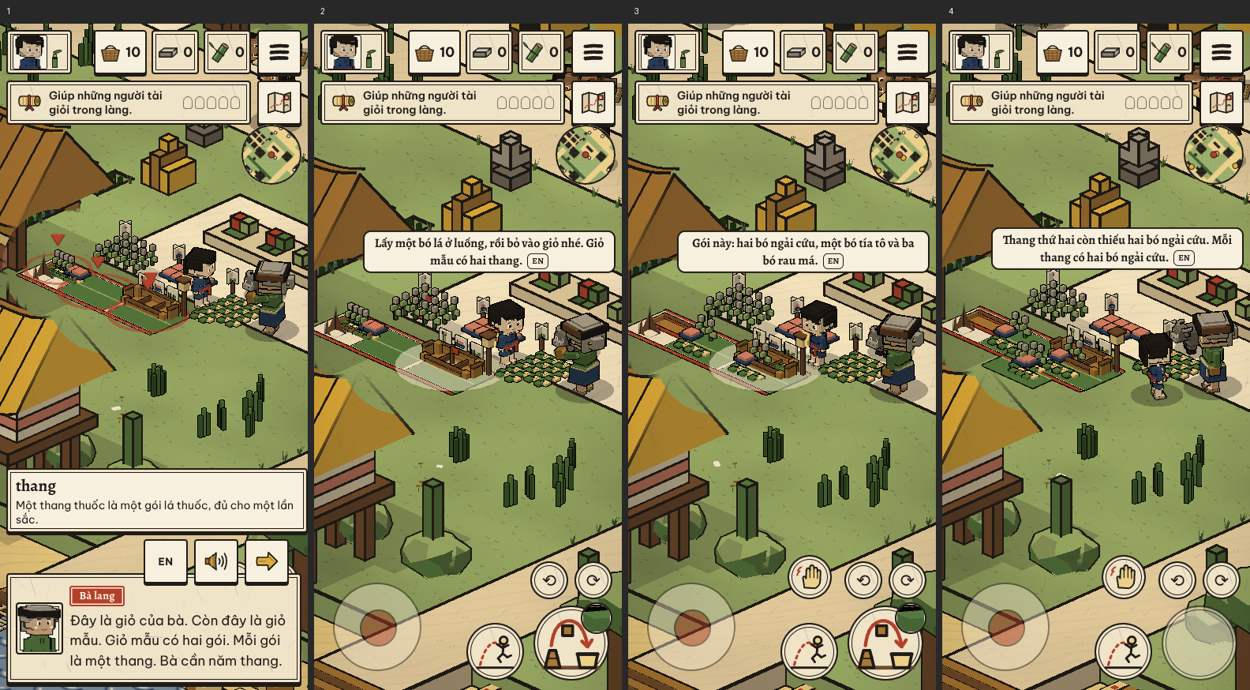 1
10
0
0
Giúp những người tài
giỏi trong làng.
thang
Một thang thuốc là một gói lá thuốc, đủ cho một lần
sắc.
EN
Bà lang
Đây là giỏ của bà. Còn đây là giỏ
mẫu. Giỏ mẫu có hai gói. Mỗi gói
là một thang. Bà cần năm thang.
2
10
0
0
Giúp những người tài
giỏi trong làng.
Lấy một bó lá ở luống, rồi bỏ vào giỏ nhé. Giỏ
mẫu có hai thang. EN
3
10
0
0
Giúp những người tài
giỏi trong làng.
Gói này: hai bó ngải cứu, một bó tía tô và ba
bó rau má. EN
4
10
0
0
Giúp những người tài
giỏi trong làng.
Thang thứ hai còn thiếu hai bó ngải cứu. Mỗi
thang có hai bó ngải cứu. EN